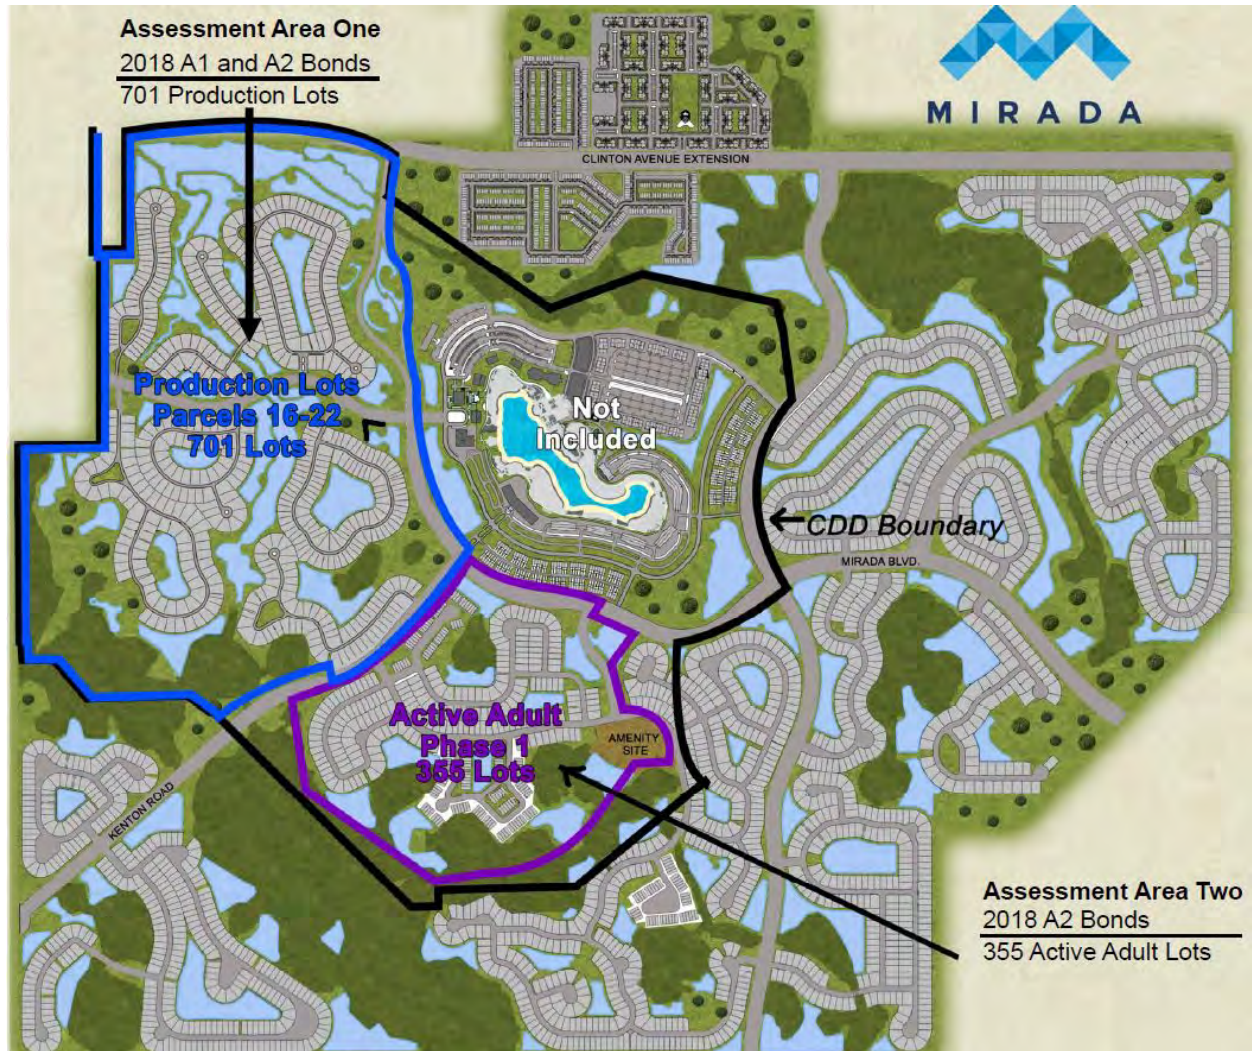 Assessment Area One
2018 A1 and A2 Bonds
701 Production Lots
MIRADA
CLINTON AVENUE EXTENSION
Production Lots
Parcels 16-22
701 Lots
Not
Included
CDD Boundary
MIRADA BLVD.
Active Adult
Phase 1
355 Lots
AMENITY
SITE
KENTON ROAD
Assessment Area Two
2018 A2 Bonds
355 Active Adult Lots